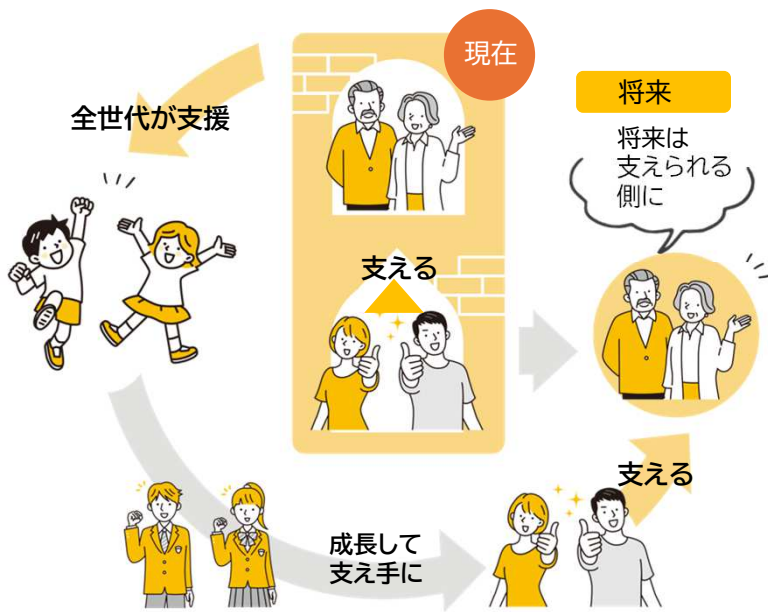 現在
全世代が支援
支える
将来
将来は
支えられる
側に
支える
成長して
支え手に